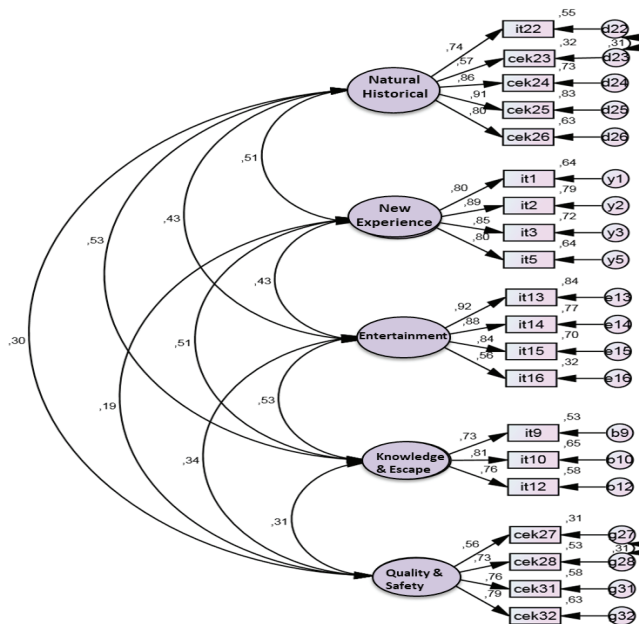 ,55
,74
it22
d22
,32
,31
,57
cek23
d23
,73
,86
cek24
d24
Natural
Historical
,83
,91
cek25
d25
,63
,80
cek26
d26
,51
,64
,80
it1
y1
,79
,89
it2
y2
New
Experience
,72
,85
it3
y3
,64
,80
it5
y5
,43
,53
,43
,84
,92
it13
e13
,77
,88
it14
e14
Entertainment
,70
,84
it15
e15
,32
,56
it16
e16
,30
,51
,19
,53
,53
,73
it9
b9
,65
,81
it10
b10
Knowledge
& Escape
,58
,76
it12
b12
,34
,31
,31
,56
cek27
g27
,53
,31
,73
cek28
g28
,58
,76
cek31
g31
Quality &
Safety
,63
,79
cek32
g32